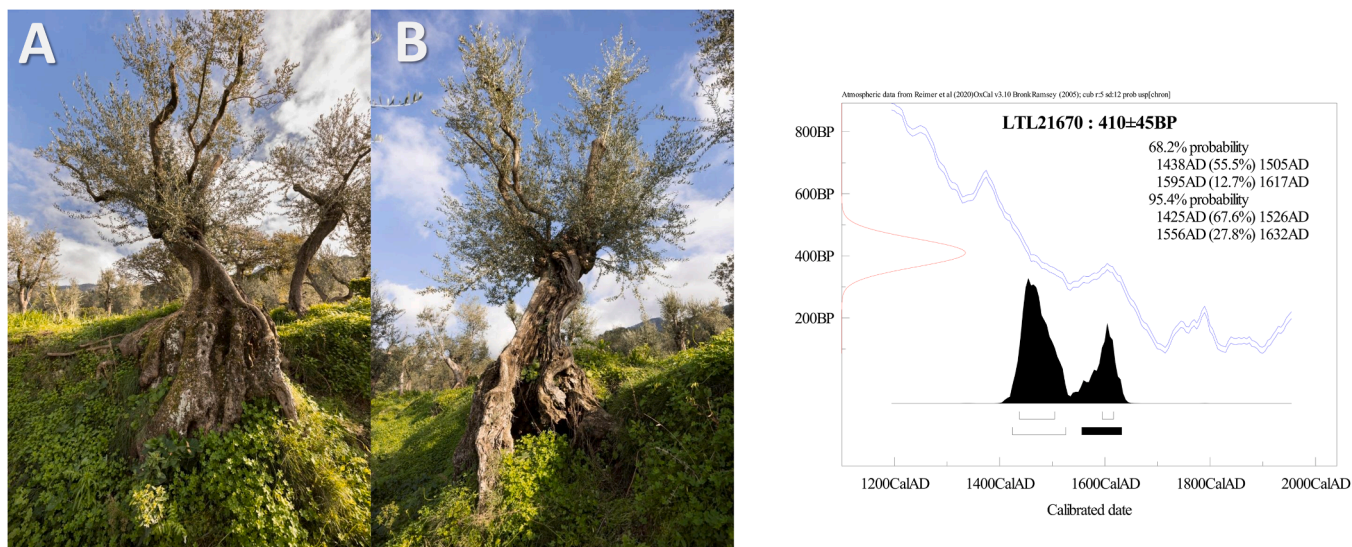 A
B
Atmospheric data from Reimer et al (2020)OxCal v3.10 BronkRamsey (2005); cub r:5 sd:12 prob usp[chron]
LTL21670 : 410±45BP
68.2% probability
1438AD (55.5%) 1505AD
1595AD (12.7%) 1617AD
95.4% probability
1425AD (67.6%) 1526AD
1556AD (27.8%) 1632AD
800BP
600BP
400BP
200BP
1200CalAD 1400CalAD 1600CalAD 1800CalAD 2000CalAD
Calibrated date